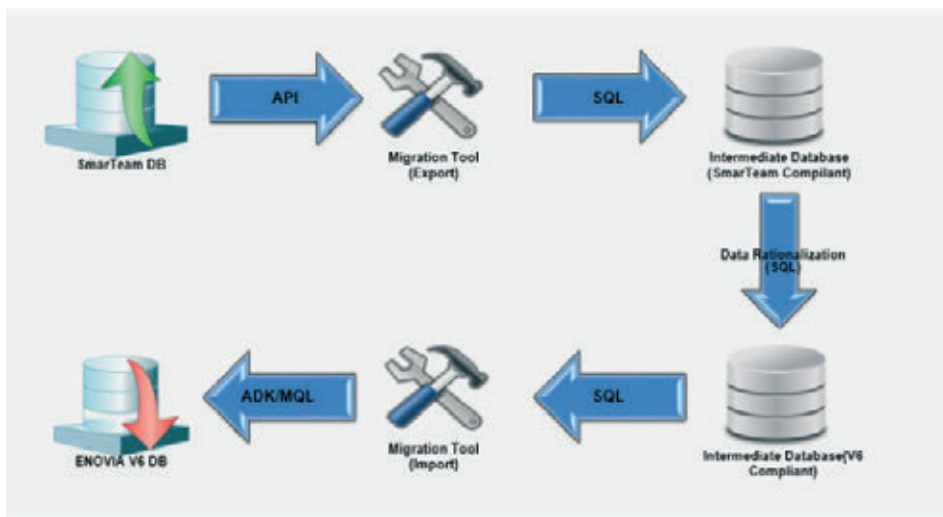 API
SQL
SmarTeam DB
Migration Tool
(Export)
Intermediate Database
(SmarTeam Compilant)
Data Rationalization
(SQL)
ADK/MQL
SQL
ENOVIA V6 DB
Migration Tool
(Import)
Intermediate Database(V6
Compliant)